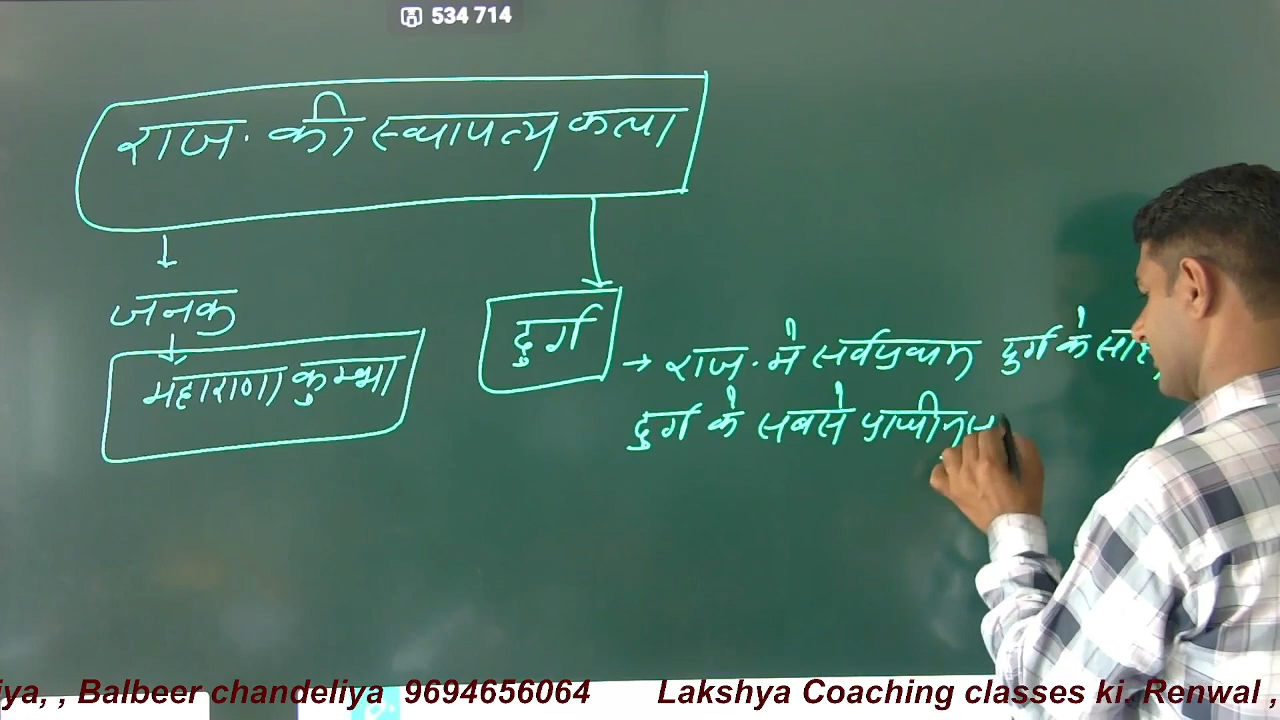 534 714
राज. की स्थापत्य कला
जनक
महाराणा कुम्भा
दुर्ग
→ राज. मे सर्वप्रथम दुर्ग के
दुर्ग के सबसे प्राचीन
iya, , Balbeer chandeliya 9694656064 Lakshya Coaching classes ki. Renwal ,